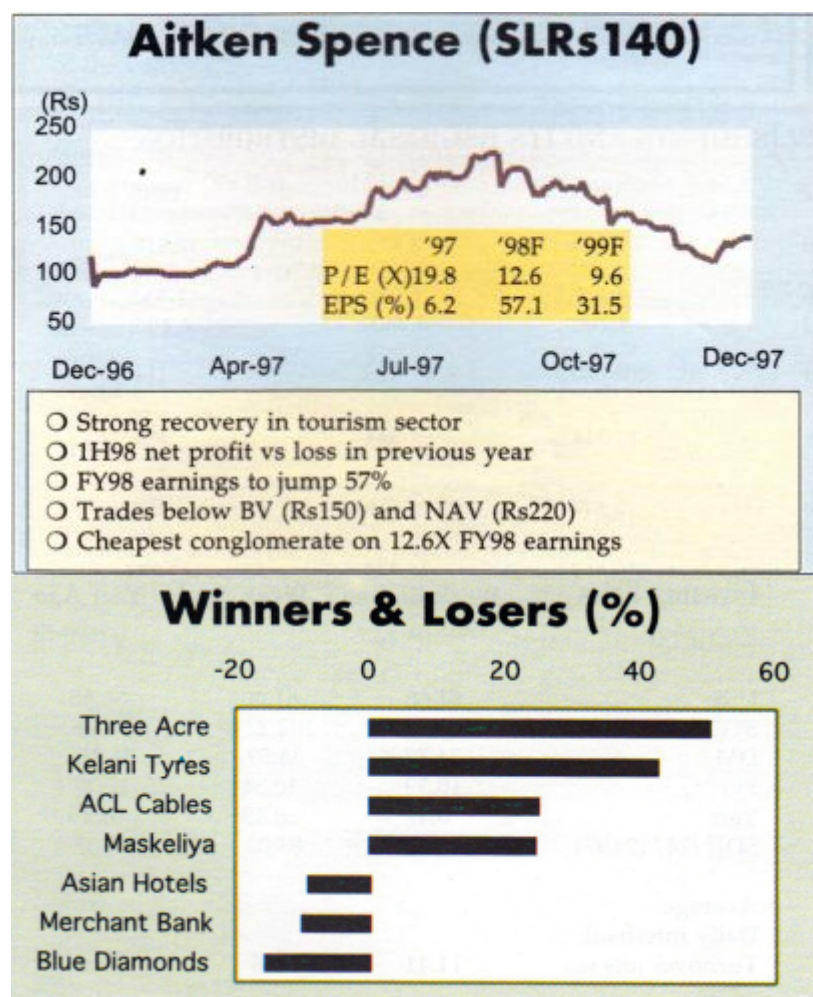 Aitken Spence (SLRs140)
(Rs)
250
200
150
100
50
'97 '98F '99F
P/E (X)19.8 12.6 9.6
EPS (%) 6.2 57.1 31.5
Dec-96 Apr-97 Jul-97 Oct-97 Dec-97
❍ Strong recovery in tourism sector
❍ 1H98 net profit vs loss in previous year
❍ FY98 earnings to jump 57%
❍ Trades below BV (Rs150) and NAV (Rs220)
❍ Cheapest conglomerate on 12.6X FY98 earnings
Winners & Losers (%)
-20 0 20 40 60
Three Acre
Kelani Tyres
ACL Cables
Maskeliya
Asian Hotels
Merchant Bank
Blue Diamonds